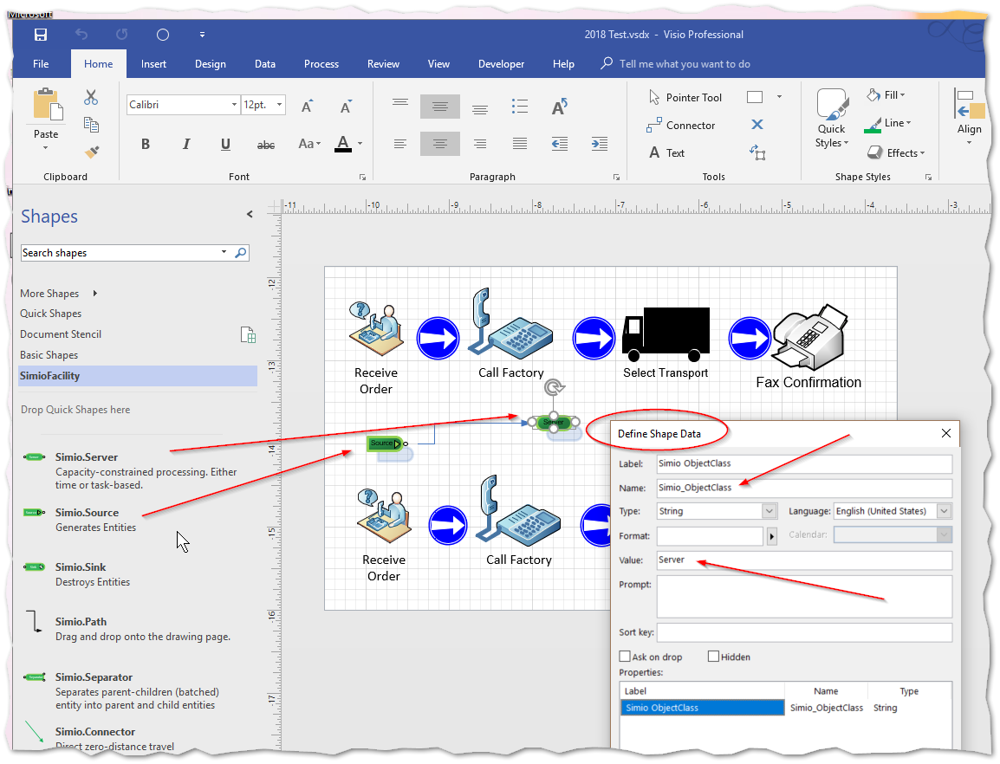 Microsoft
2018 Test.vsdx - Visio Professional
File Home Insert Design Data Process Review View Developer Help Tell me what you want to do
Calibri 12pt.
Paste
B I U abc Aa A
A A
A
Pointer Tool
Connector
A Text
Quick
Styles
Fill
Line
Effects
Align
Clipboard Font Paragraph Tools Shape Styles
Shapes
Search shapes
More Shapes
Quick Shapes
Document Stencil
Basic Shapes
SimioFacility
Drop Quick Shapes here
Simio.Server
Capacity-constrained processing. Either
time or task-based.
Simio.Source
Generates Entities
Simio.Sink
Destroys Entities
Simio.Path
Drag and drop onto the drawing page.
Simio.Separator
Separates parent-children (batched)
entity into parent and child entities
Simio.Connector
Direct zero-distance travel
-11 -10 -9 -8 -7 -6 -5 -4 -3
-12
-13
-14
-15
-16
-17
Receive
Order
Call Factory
Select Transport
Fax Confirmation
Server
Source
Receive
Order
Call Factory
Define Shape Data
Label: Simio ObjectClass
Name: Simio_ObjectClass
Type: String Language: English (United States)
Format: Calendar:
Value: Server
Prompt:
Sort key:
Ask on drop Hidden
Properties:
Label Name Type
Simio ObjectClass Simio_ObjectClass String